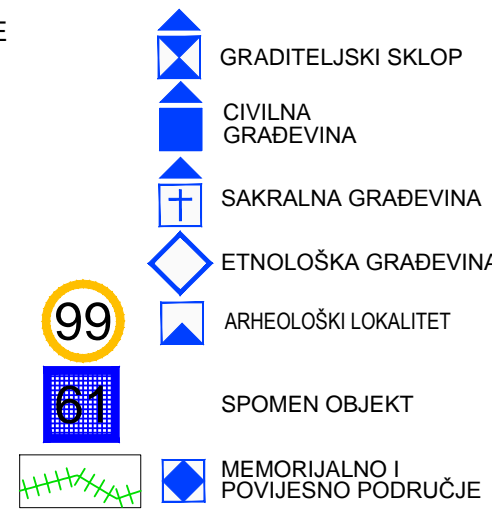 E
GRADITELJSKI SKLOP
CIVILNA
GRAĐEVINA
SAKRALNA GRAĐEVINA
ETNOLOŠKA GRAĐEVINA
99
ARHEOLOŠKI LOKALITET
61
SPOMEN OBJEKT
MEMORIJALNO I
POVIJESNO PODRUČJE